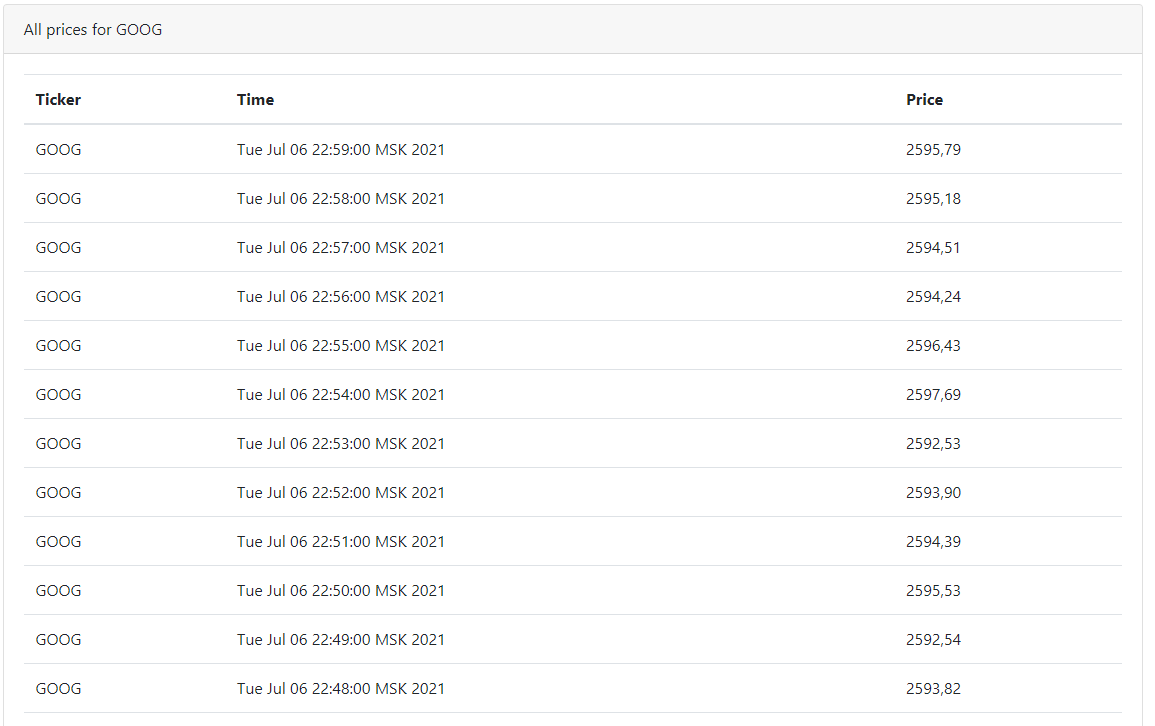 All prices for GOOG
Ticker Time Price
GOOG Tue Jul 06 22:59:00 MSK 2021 2595,79
GOOG Tue Jul 06 22:58:00 MSK 2021 2595,18
GOOG Tue Jul 06 22:57:00 MSK 2021 2594,51
GOOG Tue Jul 06 22:56:00 MSK 2021 2594,24
GOOG Tue Jul 06 22:55:00 MSK 2021 2596,43
GOOG Tue Jul 06 22:54:00 MSK 2021 2597,69
GOOG Tue Jul 06 22:53:00 MSK 2021 2592,53
GOOG Tue Jul 06 22:52:00 MSK 2021 2593,90
GOOG Tue Jul 06 22:51:00 MSK 2021 2594,39
GOOG Tue Jul 06 22:50:00 MSK 2021 2595,53
GOOG Tue Jul 06 22:49:00 MSK 2021 2592,54
GOOG Tue Jul 06 22:48:00 MSK 2021 2593,82